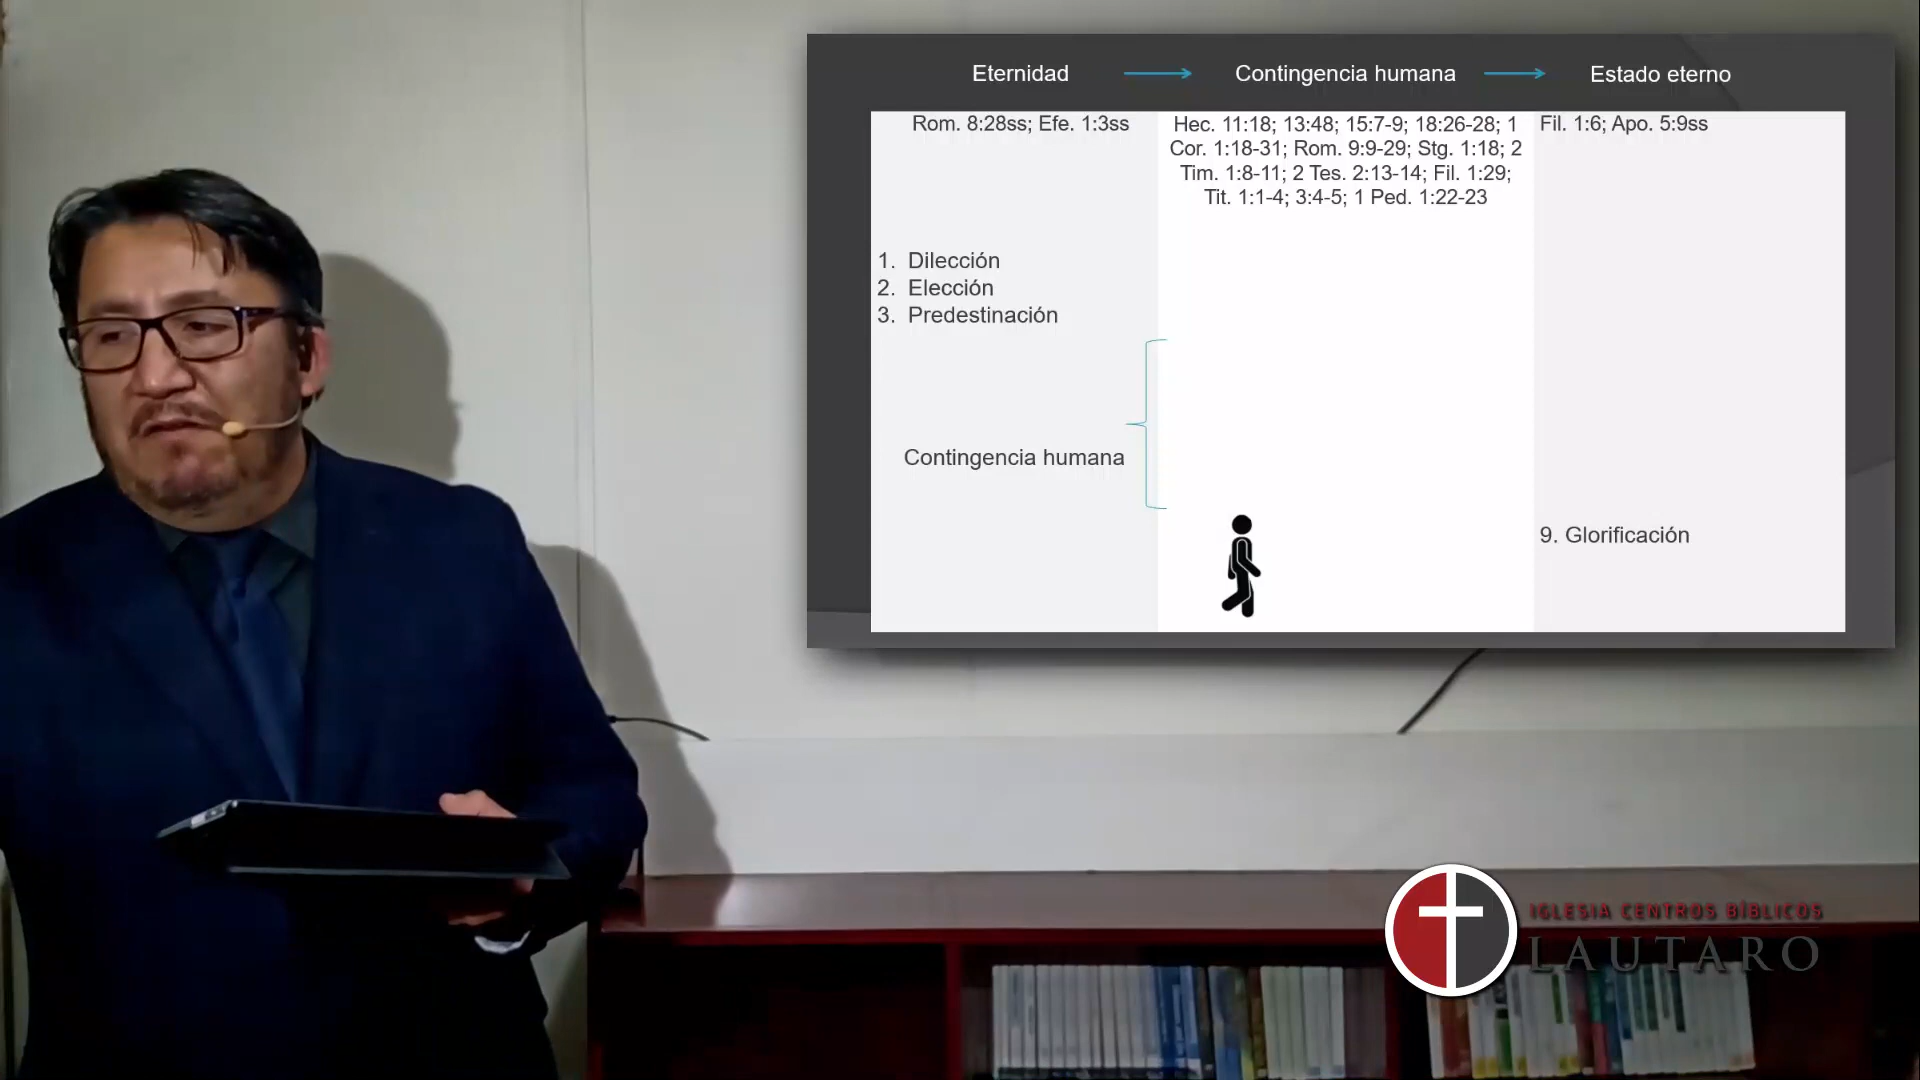 Eternidad
Contingencia humana
Estado eterno
Rom. 8:28ss; Efe. 1:3ss
Hec. 11:18; 13:48; 15:7-9; 18:26-28; 1
Cor. 1:18-31; Rom. 9:9-29; Stg. 1:18; 2
Tim. 1:8-11; 2 Tes. 2:13-14; Fil. 1:29;
Tit. 1:1-4; 3:4-5; 1 Ped. 1:22-23
Fil. 1:6; Apo. 5:9ss
1. Dilección
2. Elección
3. Predestinación
Contingencia humana
9. Glorificación
IGLESIA CENTROS BÍBLICOS
LAUTARO